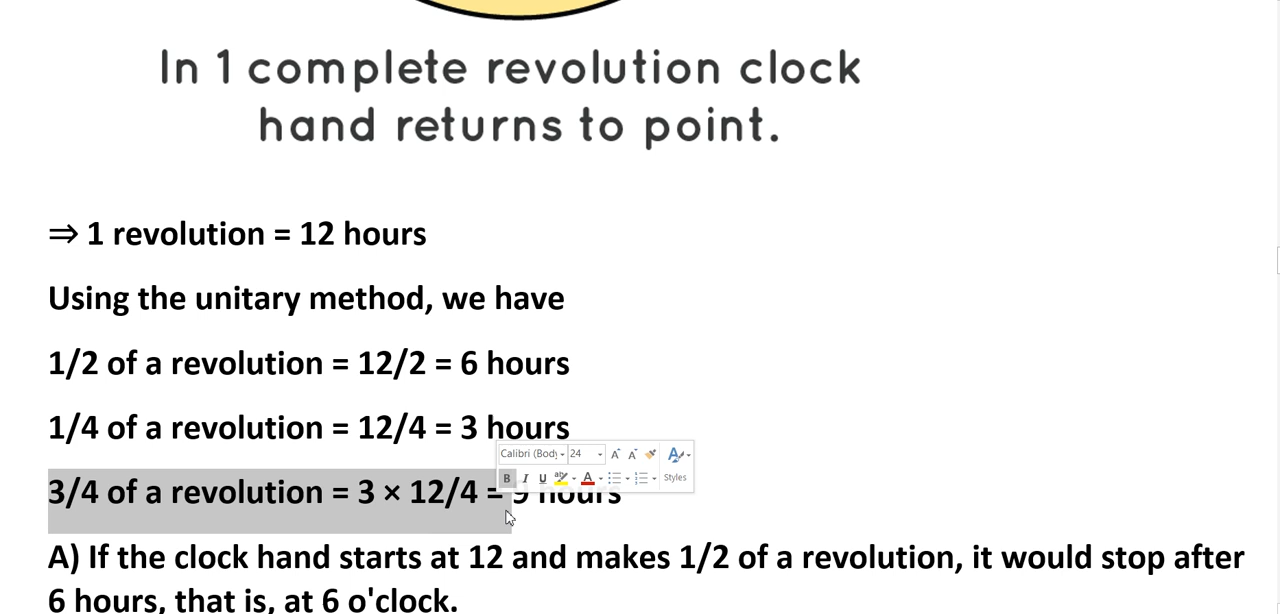 In 1 complete revolution clock
hand returns to point.
⇒ 1 revolution = 12 hours
Using the unitary method, we have
1/2 of a revolution = 12/2 = 6 hours
1/4 of a revolution = 12/4 = 3 hours
Calibri (Body 24
B I U Styles
3/4 of a revolution = 3 × 12/4 = 9 hours
A) If the clock hand starts at 12 and makes 1/2 of a revolution, it would stop after
6 hours, that is, at 6 o'clock.